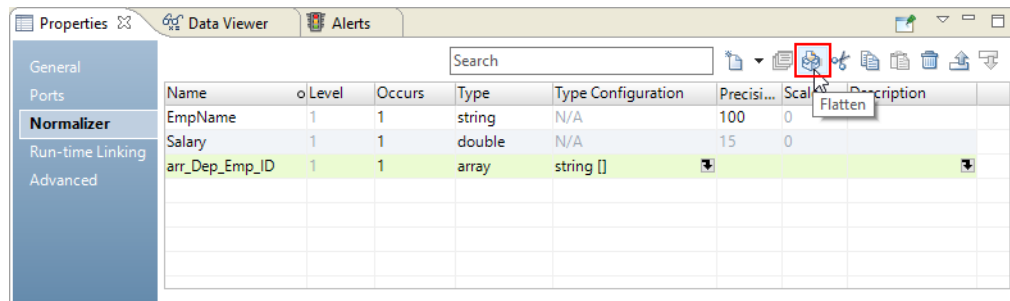 Properties Data Viewer Alerts
Search
General
Ports
Normalizer
Run-time Linking
Advanced
Name Level Occurs Type Type Configuration Precisi... Scale Description
Flatten
EmpName 1 1 string N/A 100 0
Salary 1 1 double N/A 15 0
arr_Dep_Emp_ID 1 1 array string []